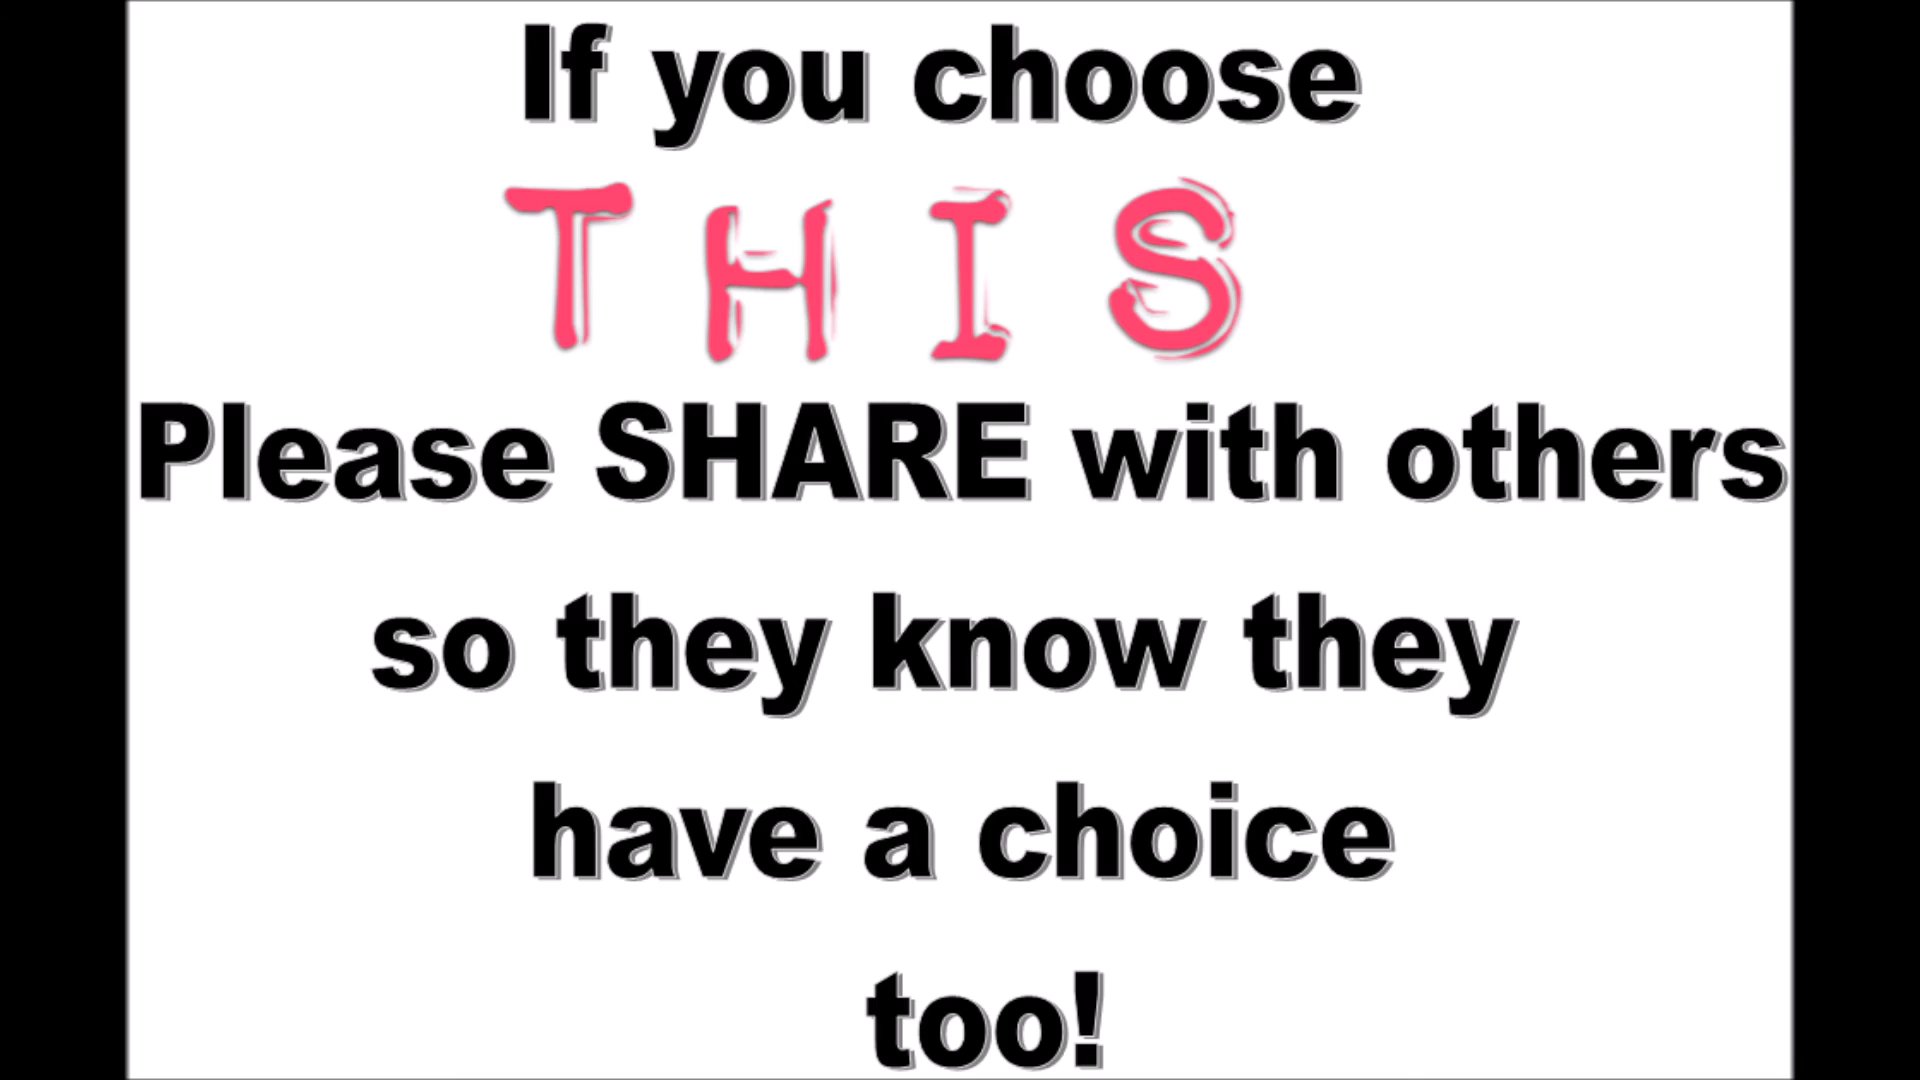 If you choose
THIS
Please SHARE with others
so they know they
have a choice
too!